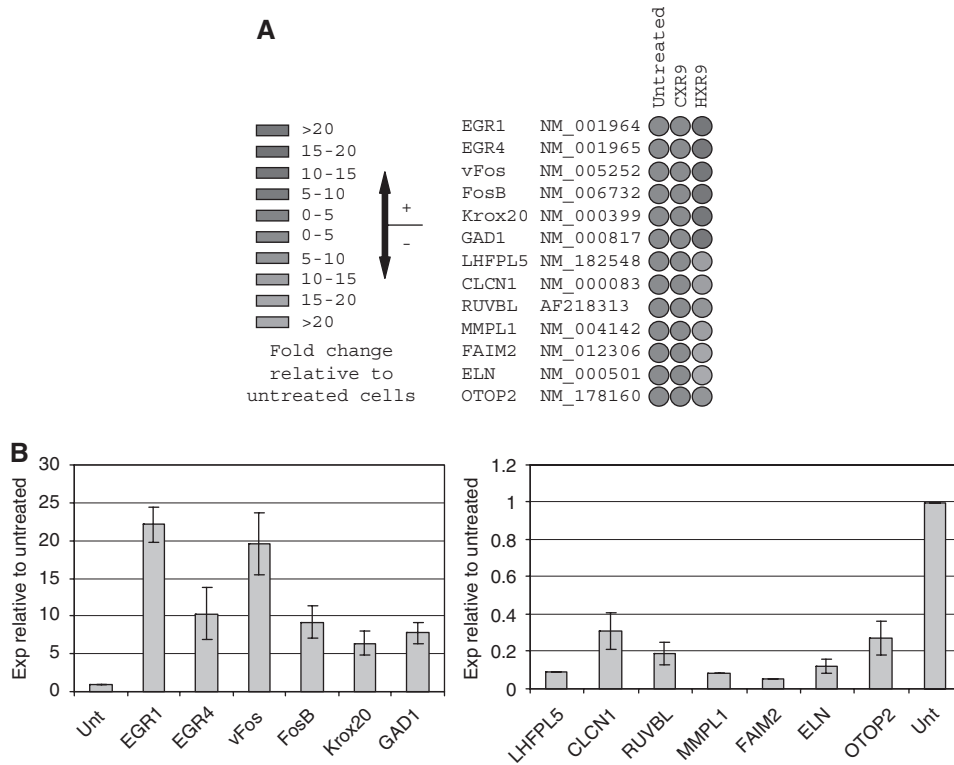 A
Untreated
CXR9
HXR9
>20
15-20
10-15
5-10
0-5
0-5
5-10
10-15
15-20
>20
+
-
Fold change
relative to
untreated cells
EGR1 NM_001964
EGR4 NM_001965
vFos NM_005252
FosB NM_006732
Krox20 NM_000399
GAD1 NM_000817
LHFPL5 NM_182548
CLCN1 NM_000083
RUVBL AF218313
MMPL1 NM_004142
FAIM2 NM_012306
ELN NM_000501
OTOP2 NM_178160
B
Exp relative to untreated
30
25
20
15
10
5
0
Unt
EGR1
EGR4
vFos
FosB
Krox20
GAD1
Exp relative to untreated
1.2
1
0.8
0.6
0.4
0.2
0
LHFPL5
CLCN1
RUVBL
MMPL1
FAIM2
ELN
OTOP2
Unt